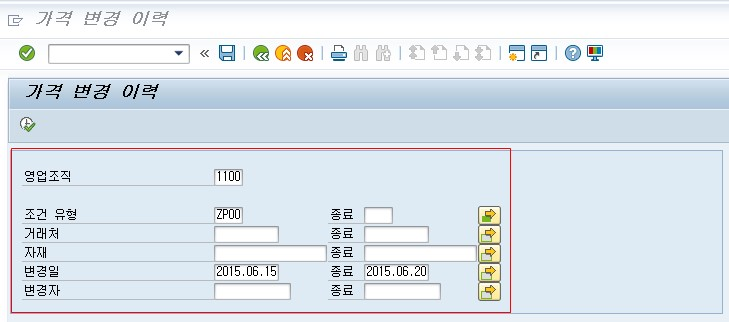 가격 변경 이력
가격 변경 이력
영업조직 1100
조건 유형 ZP00 종료
거래처 종료
자재 종료
변경일 2015.06.15 종료 2015.06.20
변경자 종료